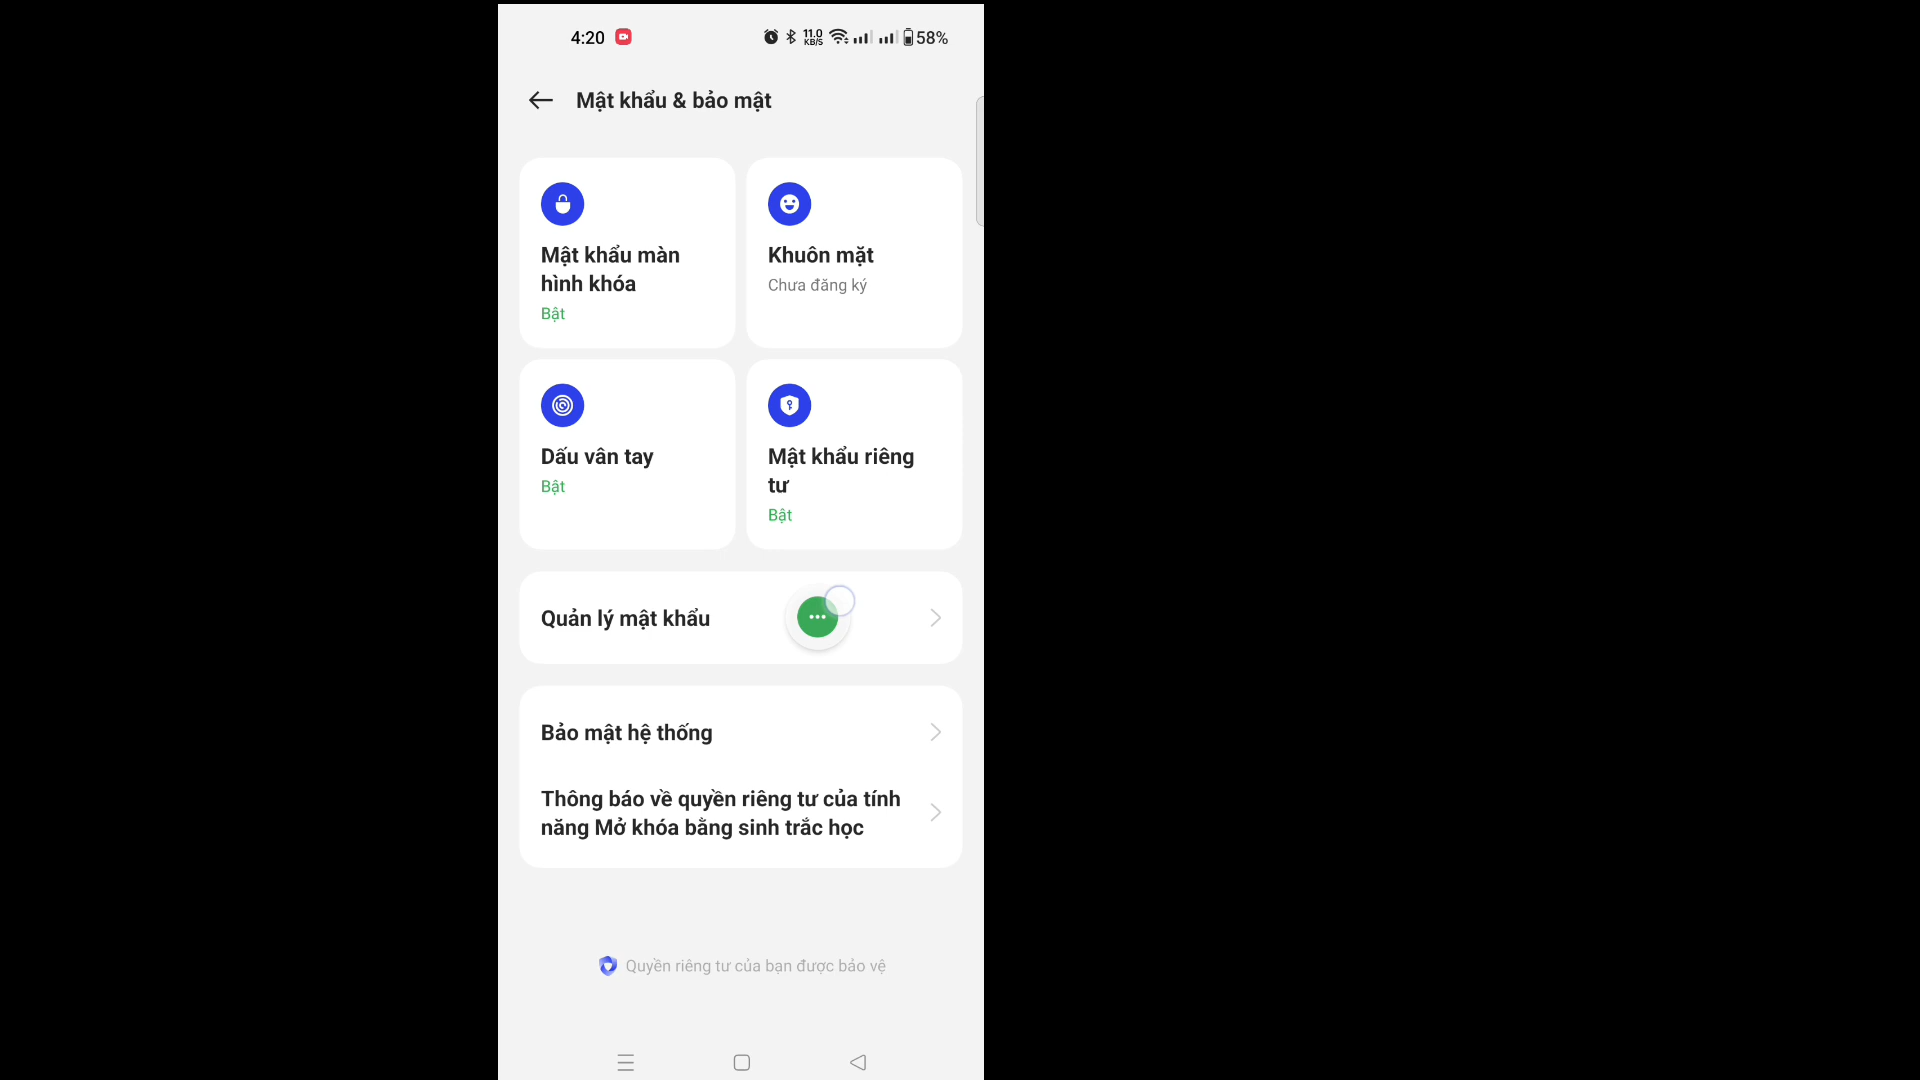 4:20
11.0
KB/S
58%
Mật khẩu & bảo mật
Mật khẩu màn
hình khóa
Bật
Khuôn mặt
Chưa đăng ký
Dấu vân tay
Bật
Mật khẩu riêng
tư
Bật
Quản lý mật khẩu
Bảo mật hệ thống
Thông báo về quyền riêng tư của tính
năng Mở khóa bằng sinh trắc học
Quyền riêng tư của bạn được bảo vệ